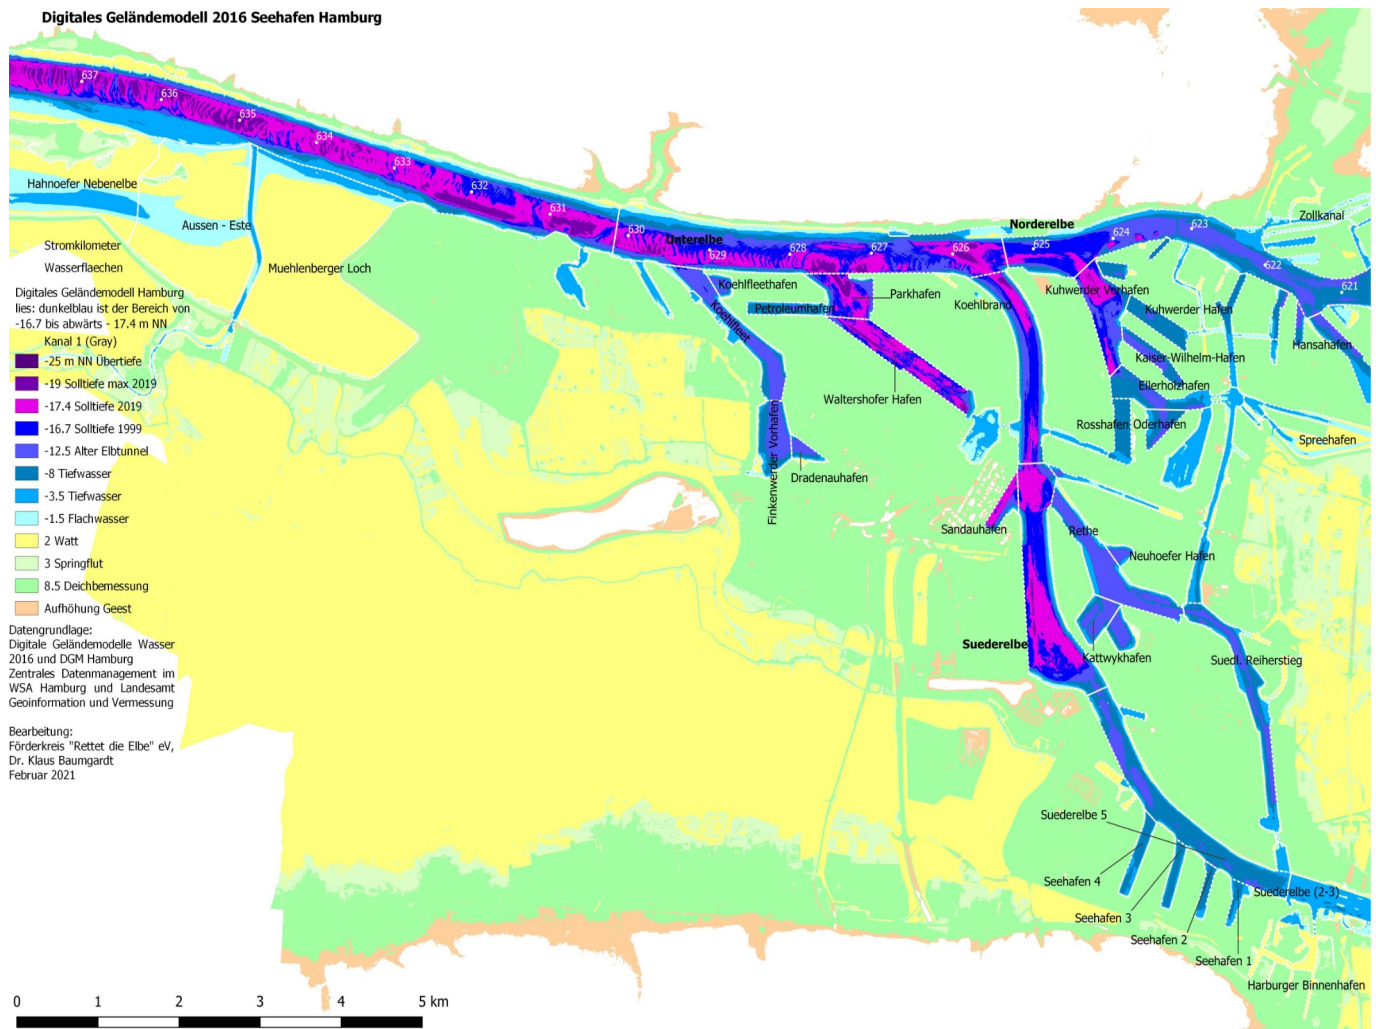 Digitales Geländemodell 2016 Seehafen Hamburg
637
636
635
634
633
632
631
630
629
628
627
626
625
624
623
622
621
Unterelbe
Norderelbe
Zollkanal
Hahnoefer Nebenelbe
Aussen - Este
Muehlenberger Loch
Koehlfleethafen
Koehlfleet
Petroleumhafen
Parkhafen
Koehlbrand
Kuhwerder Vorhafen
Kuhwerder Hafen
Hansahafen
Kaiser-Wilhelm-Hafen
Ellerholzhafen
Waltershofer Hafen
Rosshafen
Oderhafen
Spreehafen
Finkenwerder Vorhafen
Dradenauhafen
Sandauhafen
Rethe
Neuhoefer Hafen
Suederelbe
Kattwykhafen
Suedl. Reiherstieg
Suederelbe 5
Seehafen 4
Seehafen 3
Seehafen 2
Seehafen 1
Suederelbe (2-3)
Harburger Binnenhafen
Stromkilometer
Wasserflaechen
Digitales Geländemodell Hamburg
lies: dunkelblau ist der Bereich von
-16.7 bis abwärts - 17.4 m NN
Kanal 1 (Gray)
-25 m NN Übertiefe
-19 Solltiefe max 2019
-17.4 Solltiefe 2019
-16.7 Solltiefe 1999
-12.5 Alter Elbtunnel
-8 Tiefwasser
-3.5 Tiefwasser
-1.5 Flachwasser
2 Watt
3 Springflut
8.5 Deichbemessung
Aufhöhung Geest
Datengrundlage:
Digitale Geländemodelle Wasser
2016 und DGM Hamburg
Zentrales Datenmanagement im
WSA Hamburg und Landesamt
Geoinformation und Vermessung
Bearbeitung:
Förderkreis "Rettet die Elbe" eV,
Dr. Klaus Baumgardt
Februar 2021
0 1 2 3 4 5 km